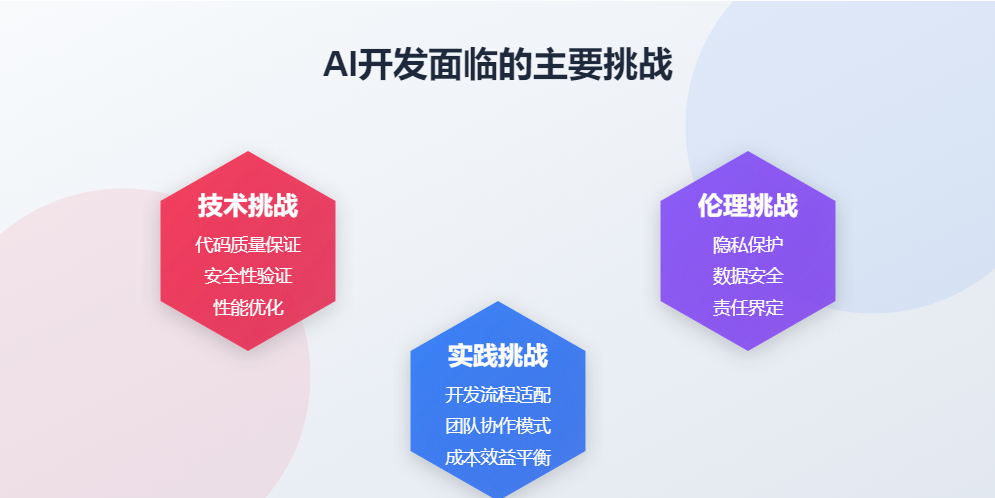 AI开发面临的主要挑战
技术挑战
代码质量保证
安全性验证
性能优化
伦理挑战
隐私保护
数据安全
责任界定
实践挑战
开发流程适配
团队协作模式
成本效益平衡